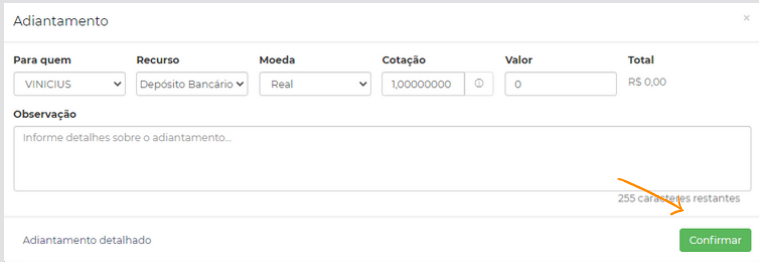 Adiantamento ×
Para quem Recurso Moeda Cotação Valor Total
VINICIUS Depósito Bancário Real 1,00000000 0 R$ 0,00
Observação
Informe detalhes sobre o adiantamento...
255 caracteres restantes
Adiantamento detalhado Confirmar